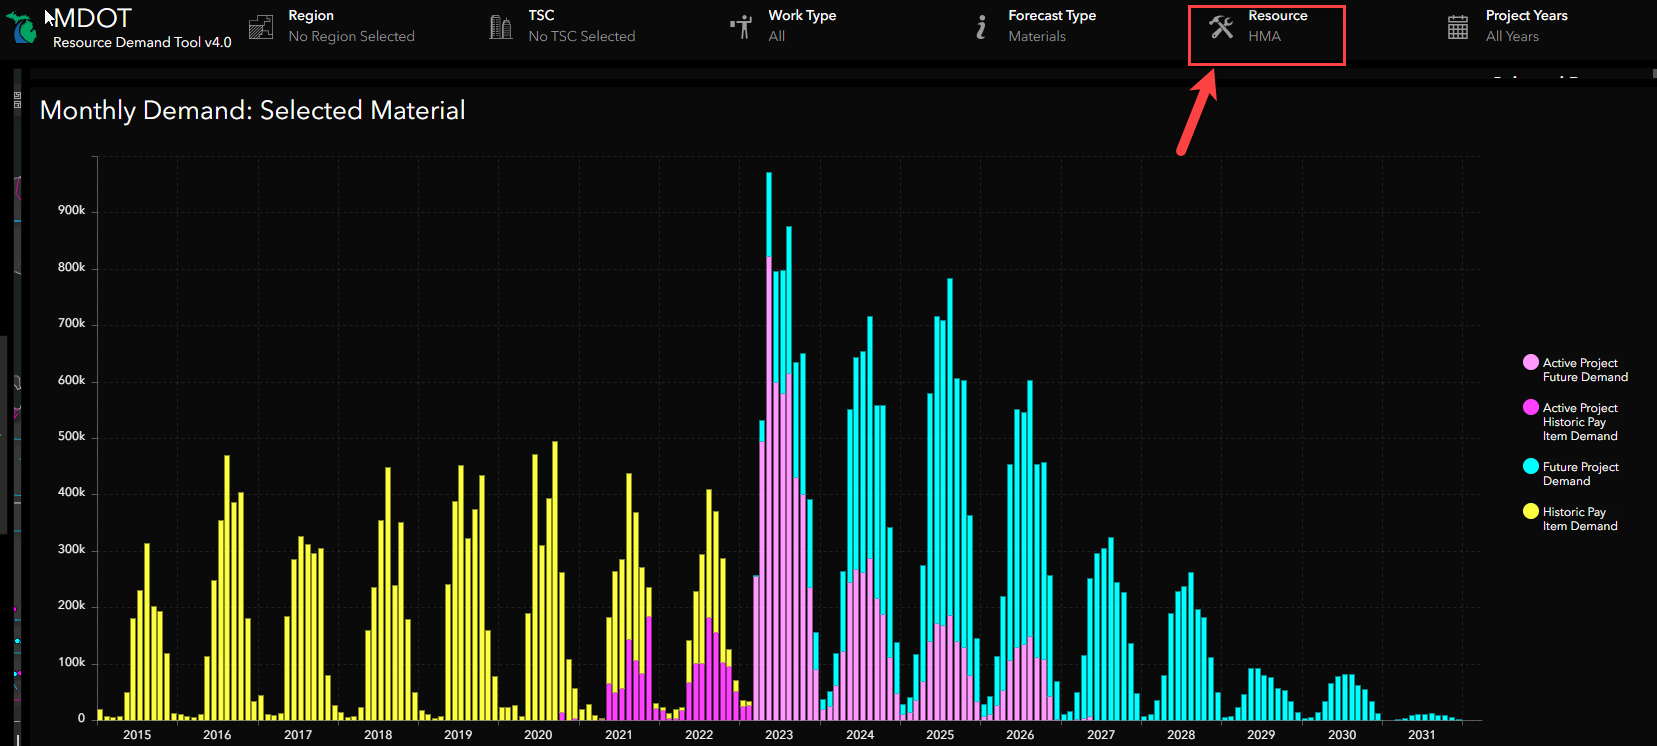 MDOT
Resource Demand Tool v4.0
Region
No Region Selected
TSC
No TSC Selected
Work Type
All
Forecast Type
Materials
Resource
HMA
Project Years
All Years
Monthly Demand: Selected Material
900k
800k
700k
600k
500k
400k
300k
200k
100k
0
2015 2016 2017 2018 2019 2020 2021 2022 2023 2024 2025 2026 2027 2028 2029 2030 2031
Active Project
Future Demand
Active Project
Historic Pay
Item Demand
Future Project
Demand
Historic Pay
Item Demand